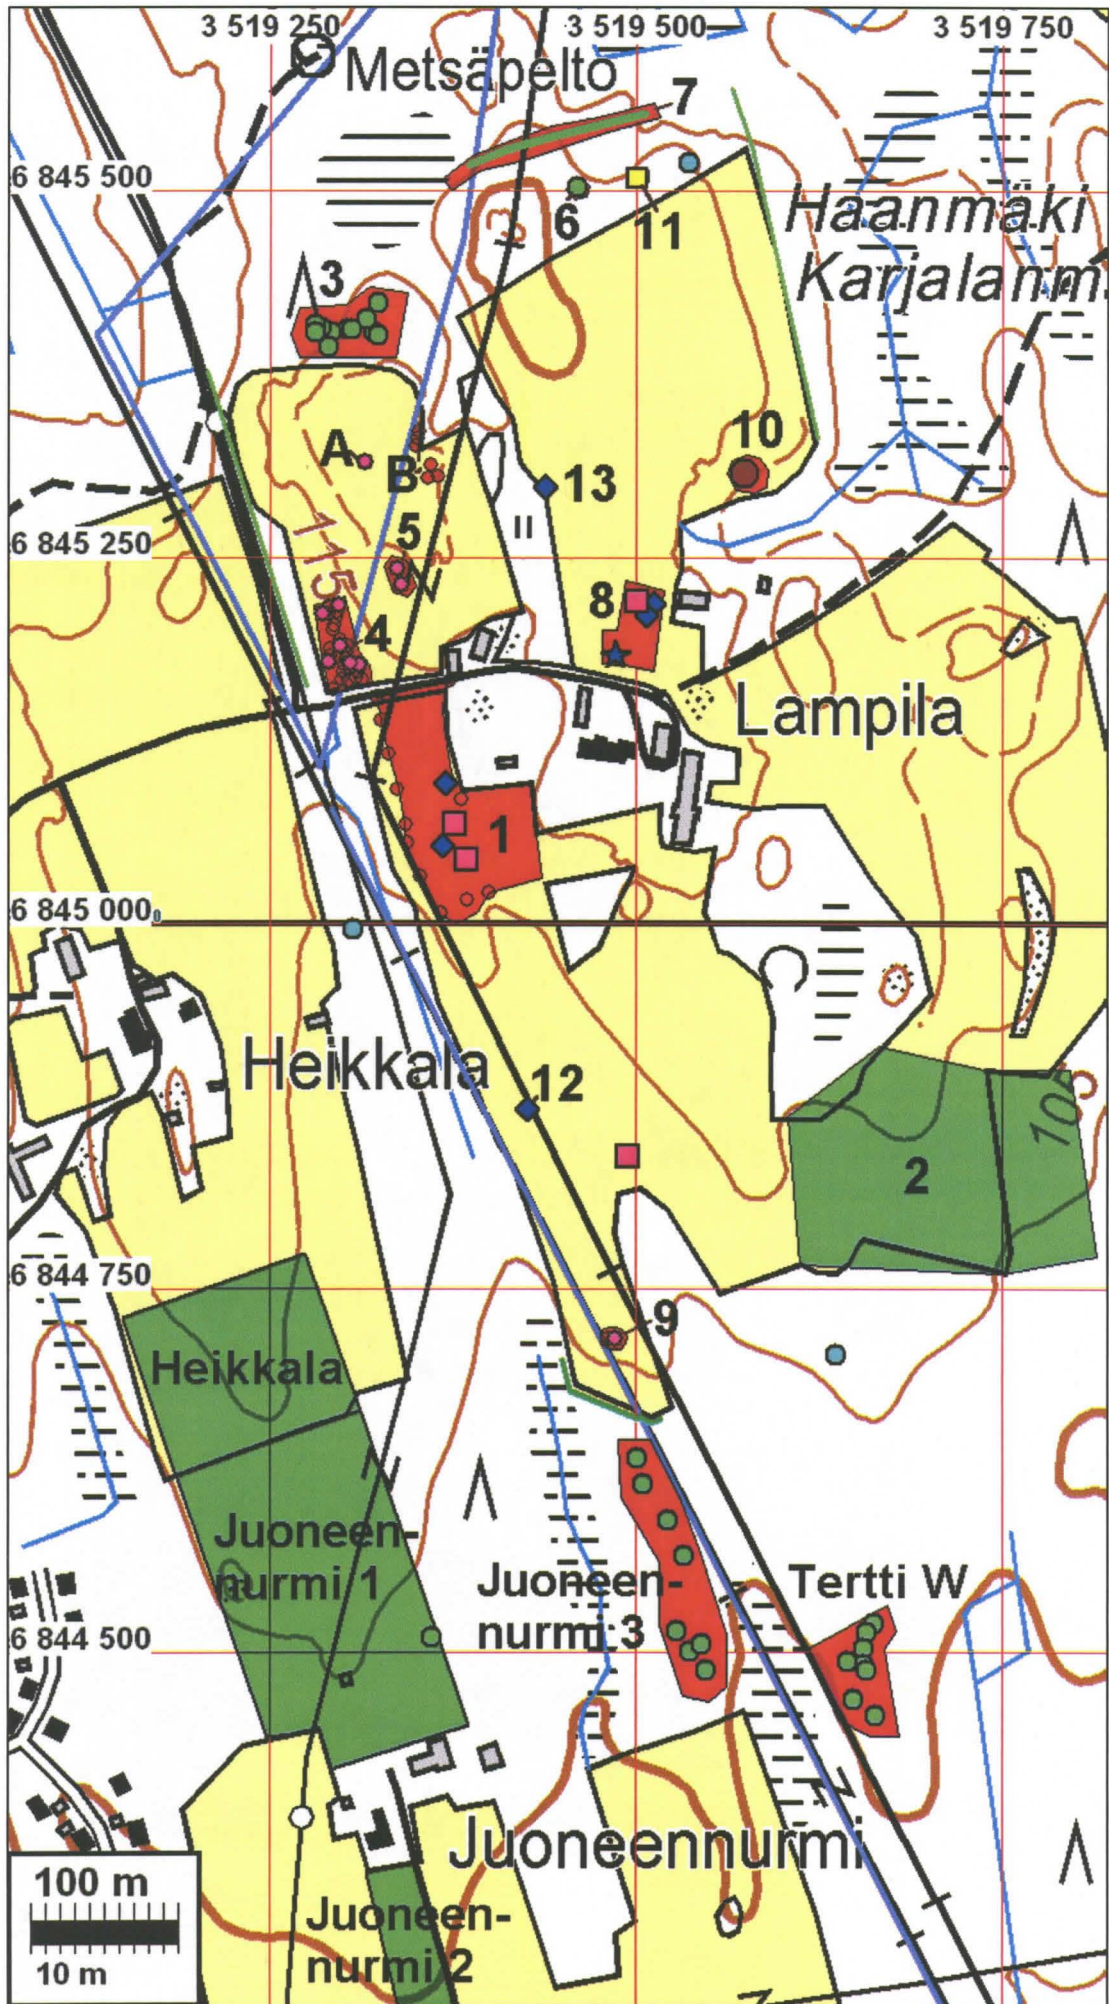 3 519 250
3 519 500
3 519 750
Metsäpelto
7
6 845 500
6
11
Haanmäki
Karjalanm.
3
A
B
13
10
115
5
6 845 250
II
8
4
Lampila
1
6 845 000
Heikkala
12
105
2
6 844 750
9
Heikkala
Juoneen-
nurmi 1
Juoneen-
nurmi 3
Tertti W
6 844 500
Juoneennurmi
100 m
10 m
Juoneen-
nurmi 2